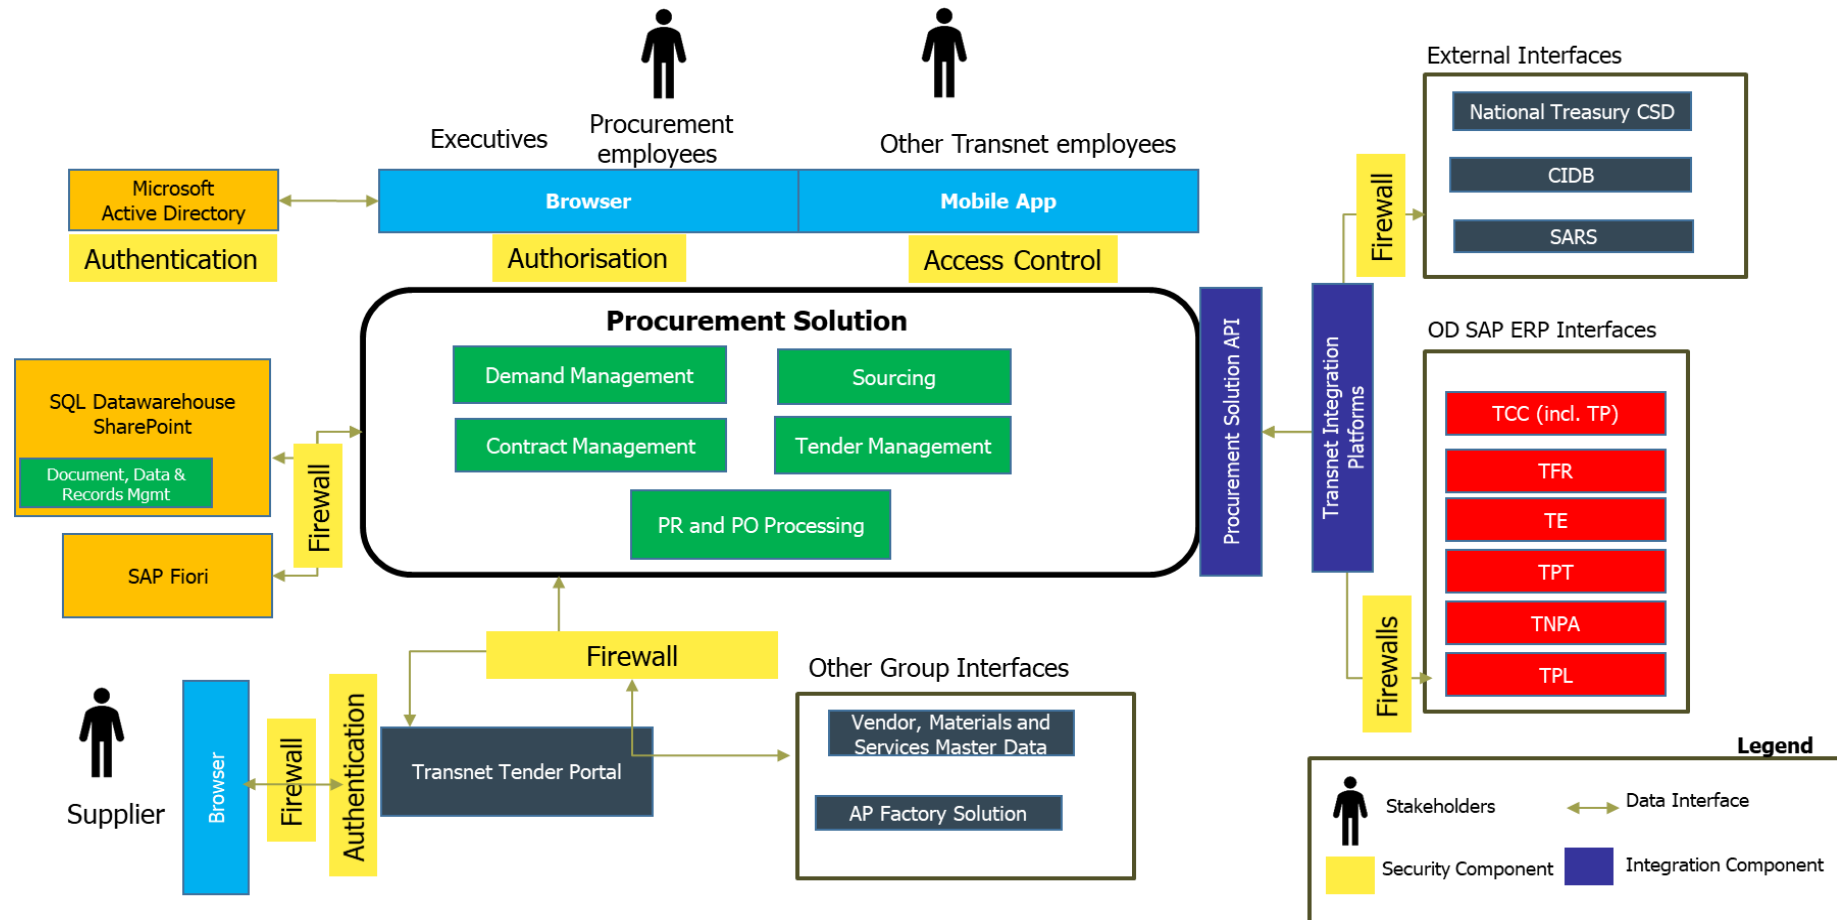 External Interfaces
National Treasury CSD
CIDB
SARS
Firewall
Executives
Procurement
employees
Other Transnet employees
Microsoft
Active Directory
Browser
Mobile App
Authentication
Authorisation
Access Control
Procurement Solution
Demand Management
Sourcing
Contract Management
Tender Management
PR and PO Processing
SQL Datawarehouse
SharePoint
Document, Data &
Records Mgmt
SAP Fiori
Firewall
Procurement Solution API
Transnet Integration
Platforms
OD SAP ERP Interfaces
TCC (incl. TP)
TFR
TE
TPT
TNPA
TPL
Firewalls
Firewall
Other Group Interfaces
Vendor, Materials and
Services Master Data
AP Factory Solution
Supplier
Browser
Firewall
Authentication
Transnet Tender Portal
Legend
Stakeholders
Data Interface
Security Component
Integration Component